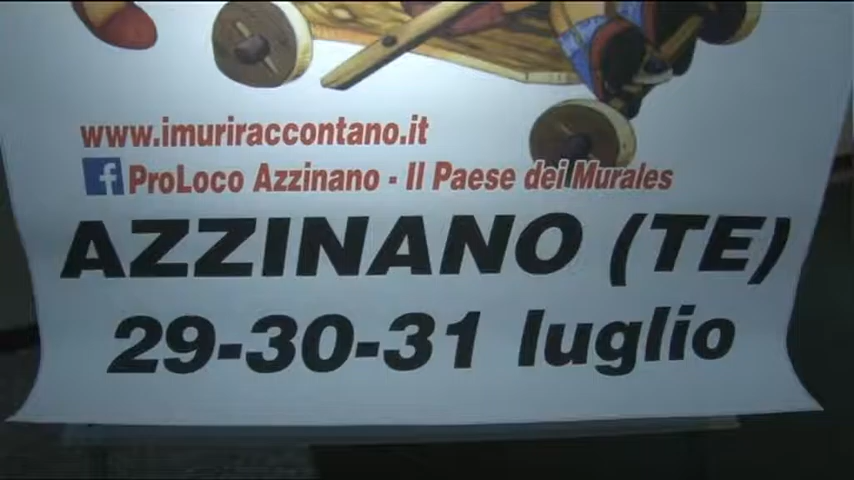 www.imuriraccontano.it
f ProLoco Azzinano - Il Paese dei Murales
AZZINANO (TE)
29-30-31 luglio